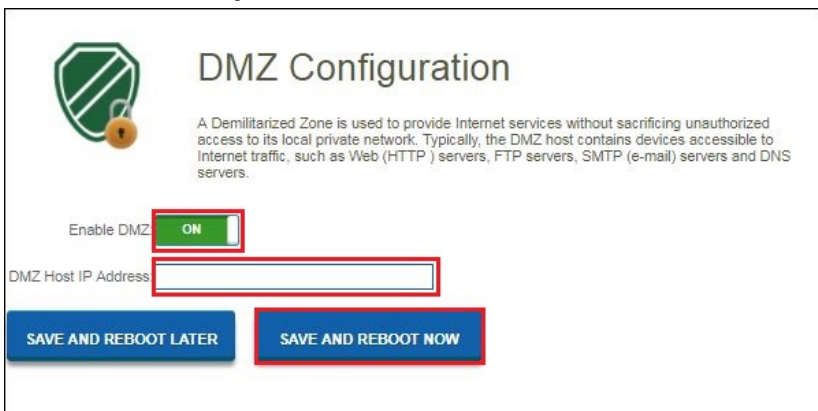 DMZ Configuration
A Demilitarized Zone is used to provide Internet services without sacrificing unauthorized
access to its local private network. Typically, the DMZ host contains devices accessible to
Internet traffic, such as Web (HTTP ) servers, FTP servers, SMTP (e-mail) servers and DNS
servers.
Enable DMZ: ON
DMZ Host IP Address:
SAVE AND REBOOT LATER SAVE AND REBOOT NOW